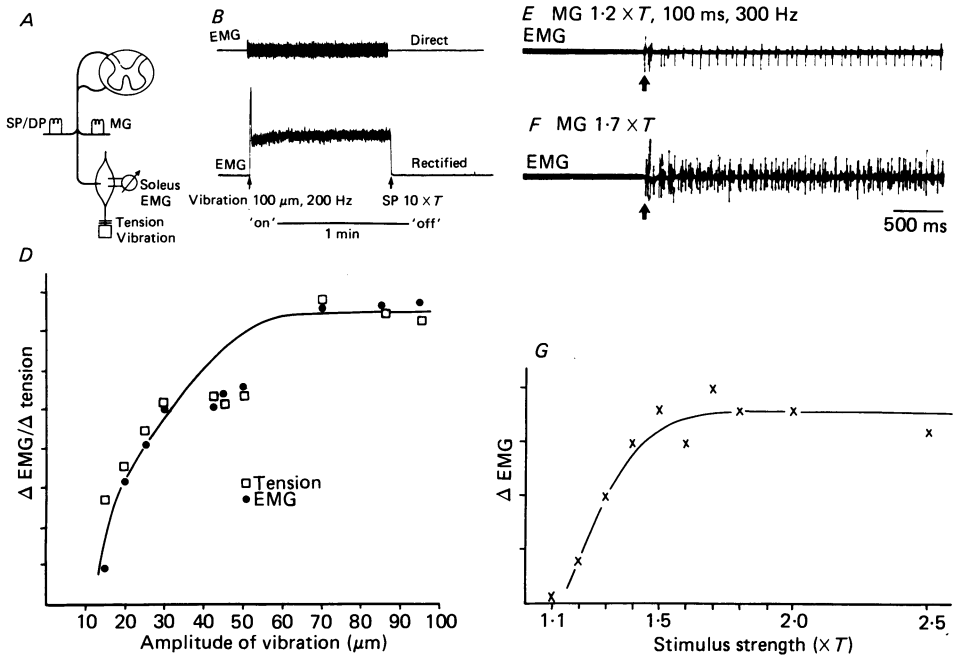 A
SP/DP
MG
Soleus
EMG
Tension
Vibration
B
EMG
Direct
EMG
Rectified
Vibration 100 μm, 200 Hz
SP 10 × T
'on'
'off'
1 min
E MG 1·2 × T, 100 ms, 300 Hz
EMG
F MG 1·7 × T
EMG
500 ms
D
Δ EMG/Δ tension
Tension
EMG
10 20 30 40 50 60 70 80 90 100
Amplitude of vibration (μm)
G
Δ EMG
1·1 1·5 2·0 2·5
Stimulus strength (× T)